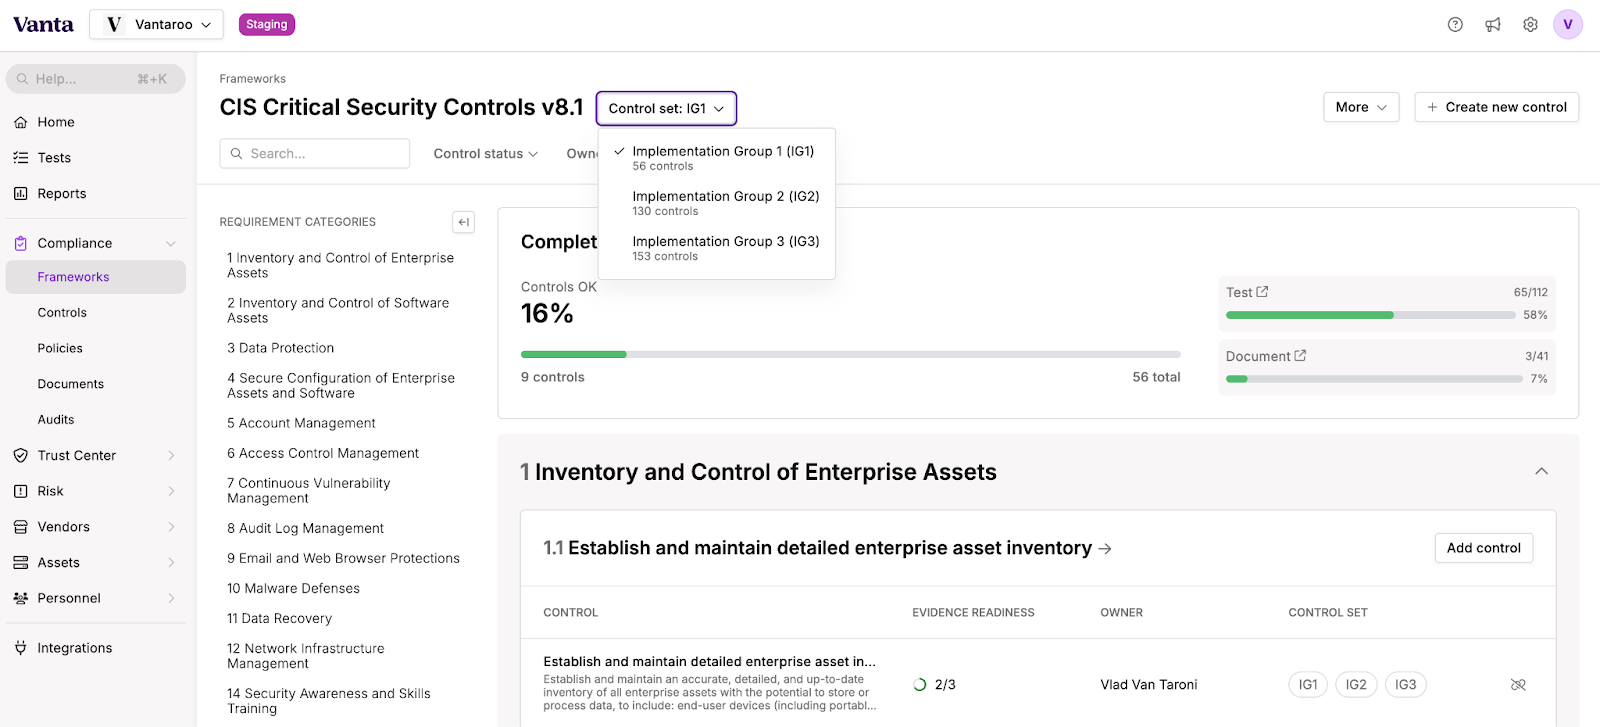 Vanta
V
Vantaroo
Staging
V
Help...
⌘+K
Home
Tests
Reports
Compliance
Frameworks
Controls
Policies
Documents
Audits
Trust Center
Risk
Vendors
Assets
Personnel
Integrations
Frameworks
CIS Critical Security Controls v8.1
Control set: IG1
More
+ Create new control
Search...
Control status
Implementation Group 1 (IG1)
56 controls
Implementation Group 2 (IG2)
130 controls
Implementation Group 3 (IG3)
153 controls
REQUIREMENT CATEGORIES
1 Inventory and Control of Enterprise
Assets
2 Inventory and Control of Software
Assets
3 Data Protection
4 Secure Configuration of Enterprise
Assets and Software
5 Account Management
6 Access Control Management
7 Continuous Vulnerability
Management
8 Audit Log Management
9 Email and Web Browser Protections
10 Malware Defenses
11 Data Recovery
12 Network Infrastructure
Management
14 Security Awareness and Skills
Training
Complet
Controls OK
16%
9 controls
56 total
Test
65/112
58%
Document
3/41
7%
1 Inventory and Control of Enterprise Assets
1.1 Establish and maintain detailed enterprise asset inventory →
Add control
CONTROL
EVIDENCE READINESS
OWNER
CONTROL SET
Establish and maintain detailed enterprise asset in...
Establish and maintain an accurate, detailed, and up-to-date
inventory of all enterprise assets with the potential to store or
process data, to include: end-user devices (including portabl...
2/3
Vlad Van Taroni
IG1
IG2
IG3